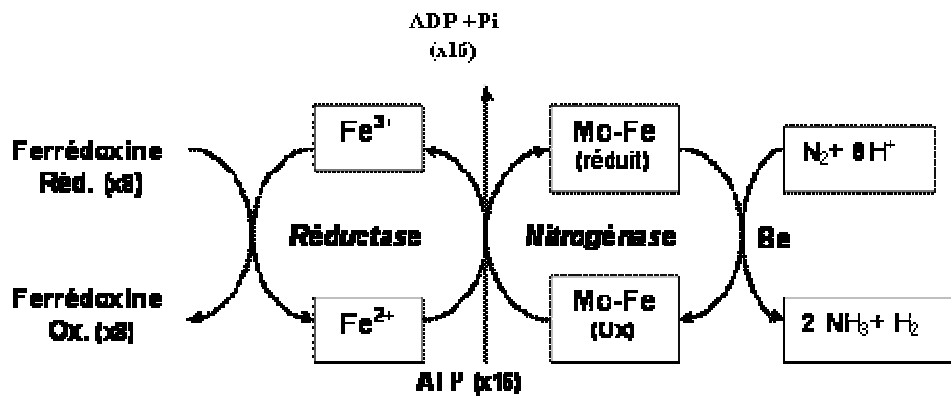 ADP +Pi
(x16)
Fe³⁺
Mo-Fe
(réduit)
N₂+ 8H⁺
Ferrédoxine
Réd. (x8)
Réductase
Nitrogénase
8e
Ferrédoxine
Ox. (x8)
Fe²⁺
Mo-Fe
(Ox)
2 NH₃+ H₂
ATP (x16)